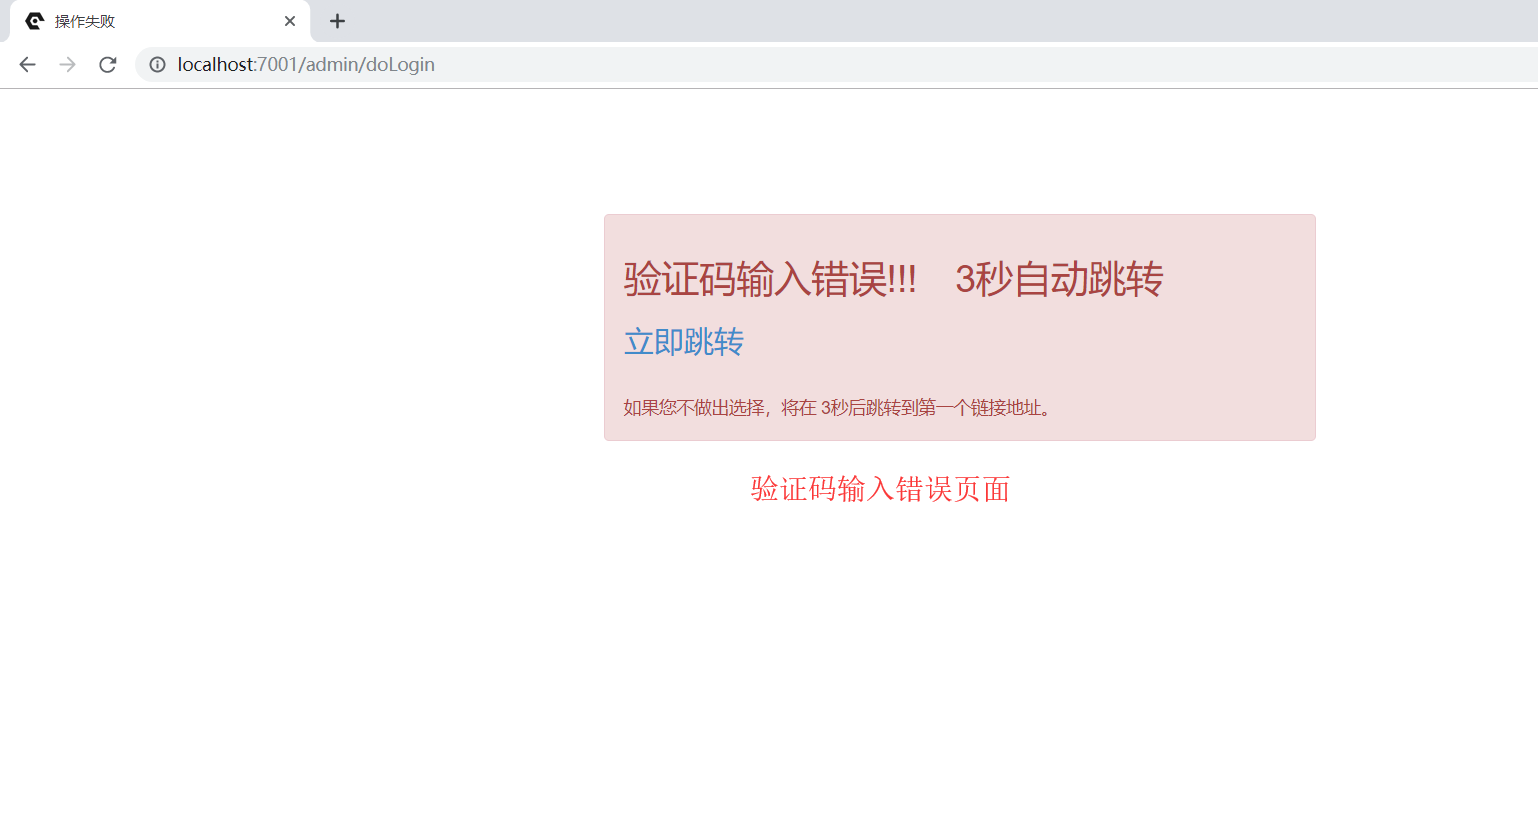 操作失败
localhost:7001/admin/doLogin
验证码输入错误!!! 3秒自动跳转
立即跳转
如果您不做出选择，将在 3秒后跳转到第一个链接地址。
验证码输入错误页面